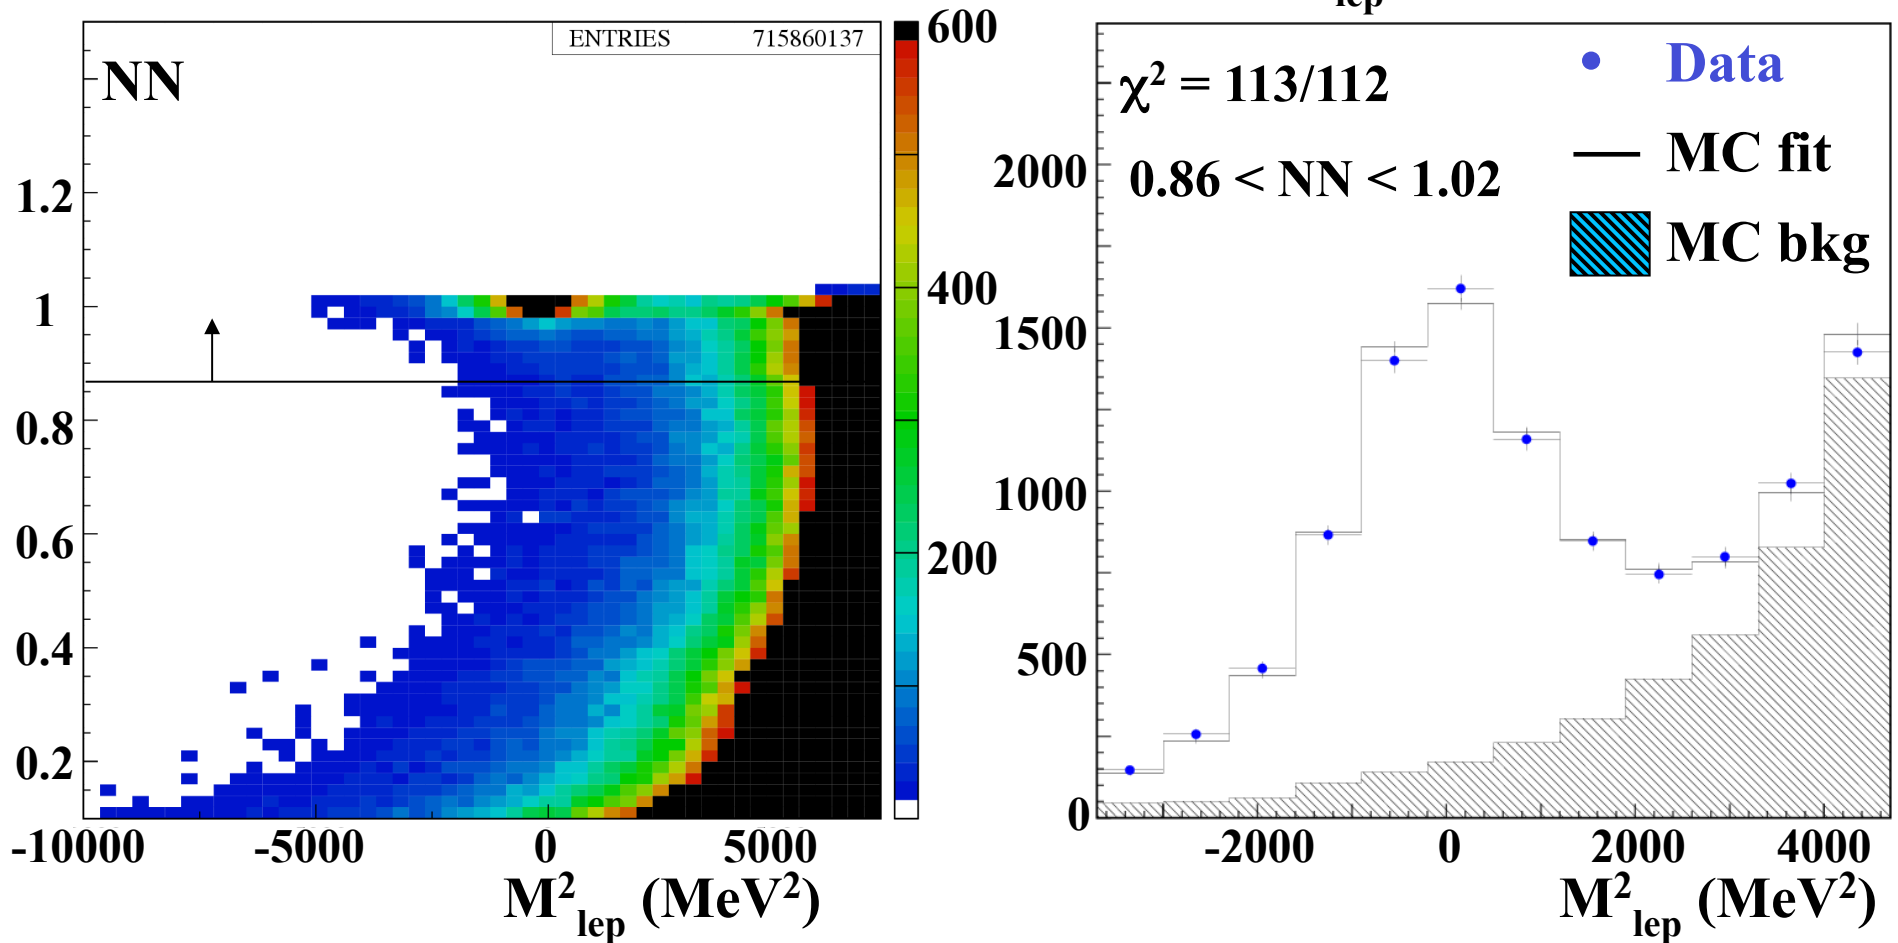 lep
ENTRIES 715860137
NN
1.2
1
0.8
0.6
0.4
0.2
-10000 -5000 0 5000
M²lep (MeV²)
600
400
200
χ² = 113/112
0.86 < NN < 1.02
Data
MC fit
MC bkg
2000
1500
1000
500
0
-2000 0 2000 4000
M²lep (MeV²)